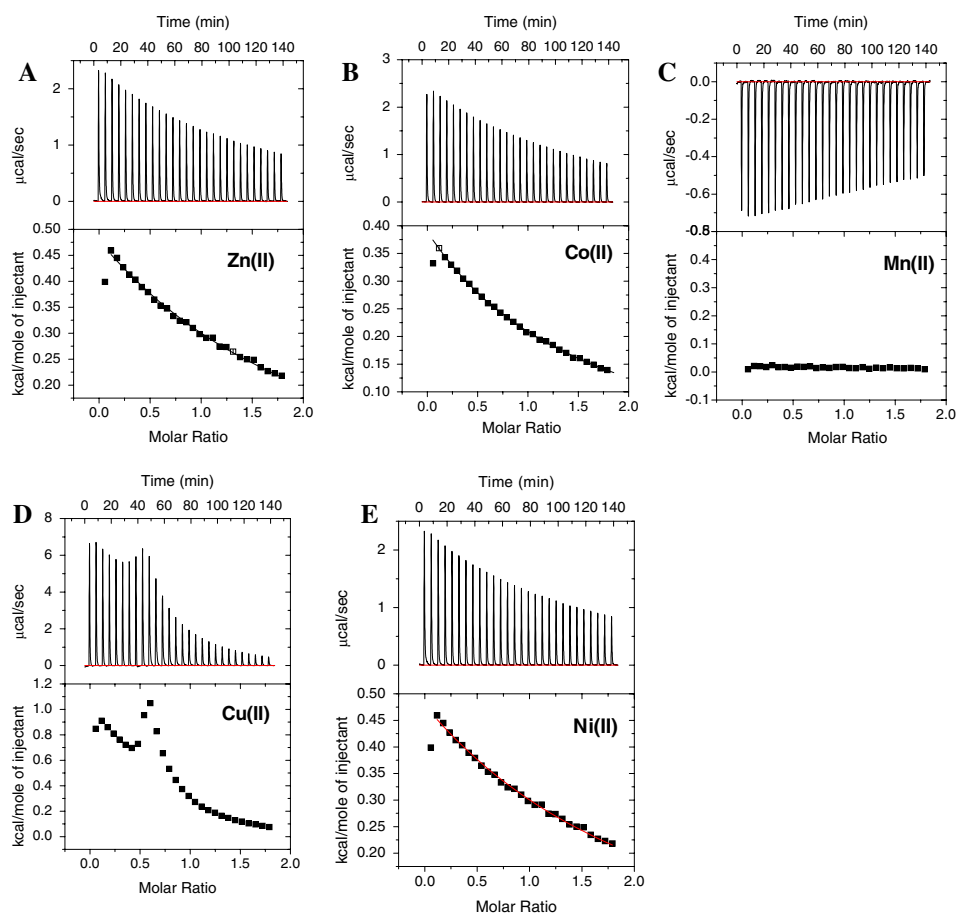 Time (min)
0 20 40 60 80 100 120 140
A
μcal/sec
2
1
0
0.50
0.45
0.40
0.35
0.30
0.25
0.20
kcal/mole of injectant
Zn(II)
0.0 0.5 1.0 1.5 2.0
Molar Ratio
Time (min)
0 20 40 60 80 100 120 140
B
μcal/sec
3
2
1
0
0.40
0.35
0.30
0.25
0.20
0.15
0.10
kcal/mole of injectant
Co(II)
0.0 0.5 1.0 1.5 2.0
Molar Ratio
Time (min)
0 20 40 60 80 100 120 140
C
μcal/sec
0.0
-0.2
-0.4
-0.6
0.4
0.3
0.2
0.1
0.0
-0.1
kcal/mole of injectant
Mn(II)
0.0 0.5 1.0 1.5 2.0
Molar Ratio
Time (min)
0 20 40 60 80 100 120 140
D
μcal/sec
8
6
4
2
0
1.2
1.0
0.8
0.6
0.4
0.2
0.0
kcal/mole of injectant
Cu(II)
0.0 0.5 1.0 1.5 2.0
Molar Ratio
Time (min)
0 20 40 60 80 100 120 140
E
μcal/sec
2
1
0
0.50
0.45
0.40
0.35
0.30
0.25
0.20
kcal/mole of injectant
Ni(II)
0.0 0.5 1.0 1.5 2.0
Molar Ratio